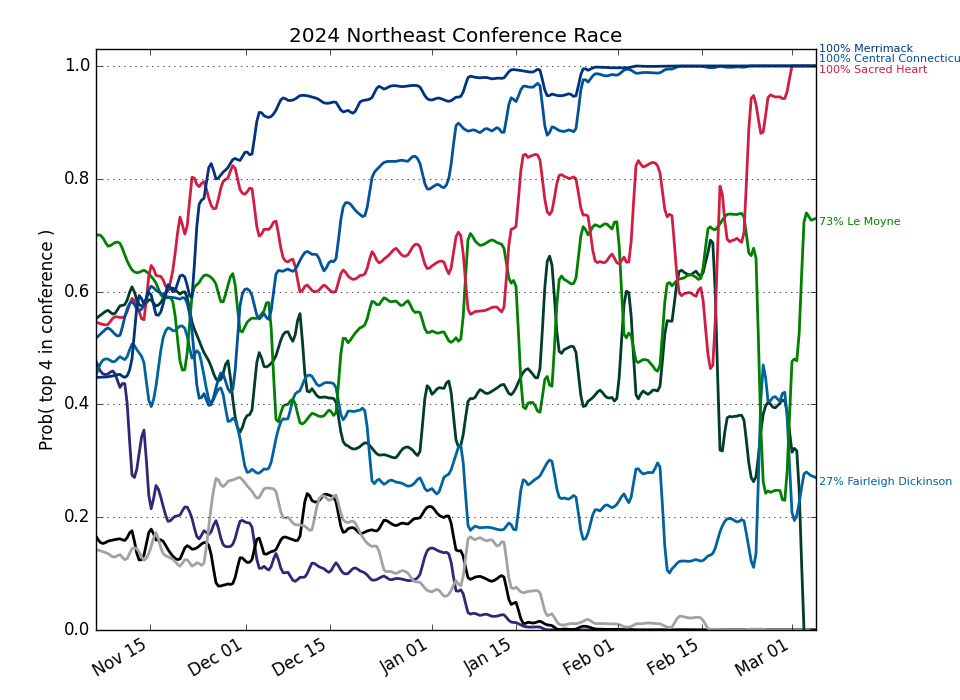 2024 Northeast Conference Race
100% Merrimack
100% Central Connecticu
100% Sacred Heart
73% Le Moyne
27% Fairleigh Dickinson
Prob( top 4 in conference )
1.0
0.8
0.6
0.4
0.2
0.0
Nov 15
Dec 01
Dec 15
Jan 01
Jan 15
Feb 01
Feb 15
Mar 01